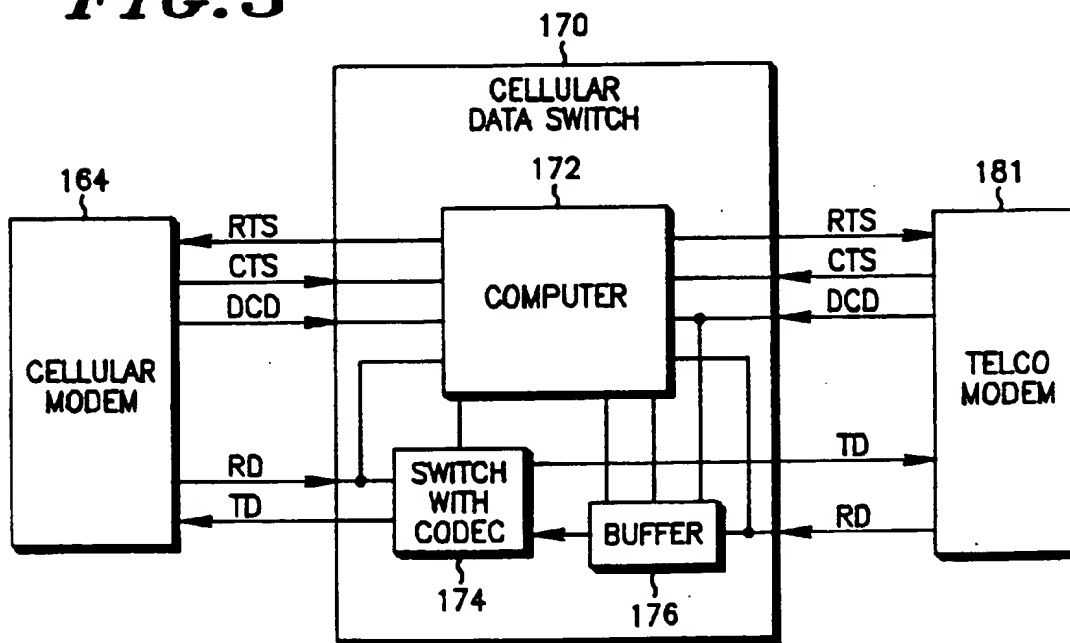 FIG.3
170
CELLULAR
DATA SWITCH
164
172
181
RTS
CTS
DCD
COMPUTER
RTS
CTS
DCD
CELLULAR
MODEM
TELCO
MODEM
RD
TD
SWITCH
WITH
CODEC
BUFFER
TD
RD
174
176